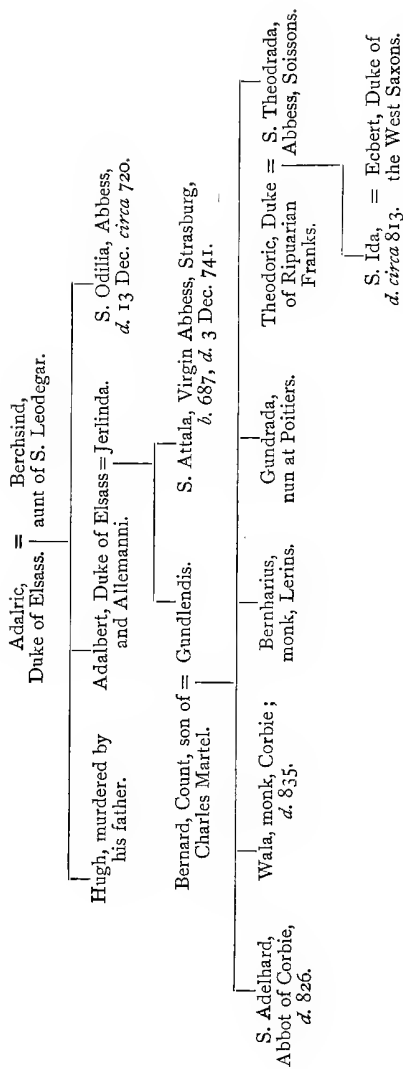 Adalric, = Berchsind,
Duke of Elsass. aunt of S. Leodegar.
Hugh, murdered by
his father.
Adalbert, Duke of Elsass = Jerlinda.
and Allemanni.
S. Odilia, Abbess,
d. 13 Dec. circa 720.
Bernard, Count, son of = Gundlendis.
Charles Martel.
S. Attala, Virgin Abbess, Strasburg,
b. 687, d. 3 Dec. 741.
S. Adelhard,
Abbot of Corbie,
d. 826.
Wala, monk, Corbie;
d. 835.
Bernharius,
monk, Lerins.
Gundrada,
nun at Poitiers.
Theodoric, Duke = S. Theodrada,
of Ripuarian Abbess, Soissons.
Franks.
S. Ida, = Ecbert, Duke of
d. circa 813. the West Saxons.